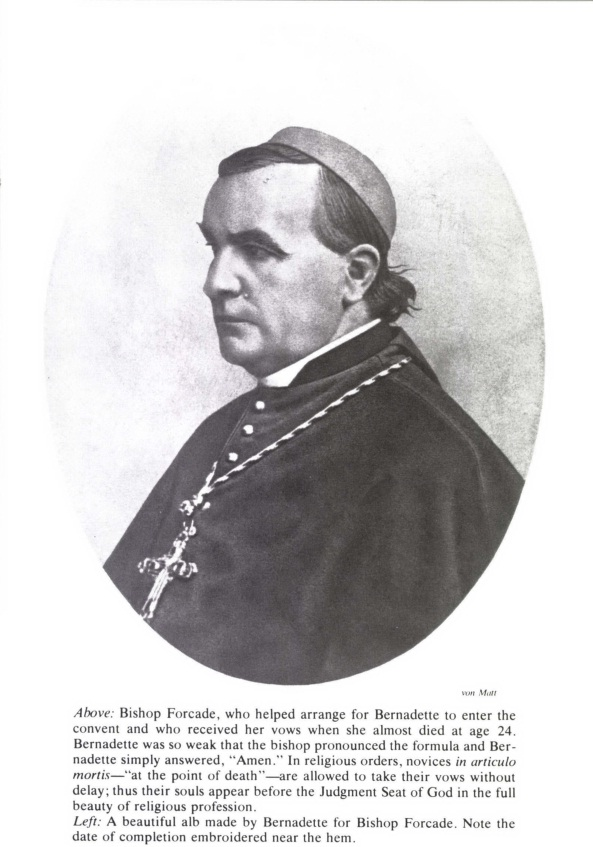 von Matt
Above: Bishop Forcade, who helped arrange for Bernadette to enter the
convent and who received her vows when she almost died at age 24.
Bernadette was so weak that the bishop pronounced the formula and Ber-
nadette simply answered, “Amen.” In religious orders, novices in articulo
mortis—“at the point of death”—are allowed to take their vows without
delay; thus their souls appear before the Judgment Seat of God in the full
beauty of religious profession.
Left: A beautiful alb made by Bernadette for Bishop Forcade. Note the
date of completion embroidered near the hem.